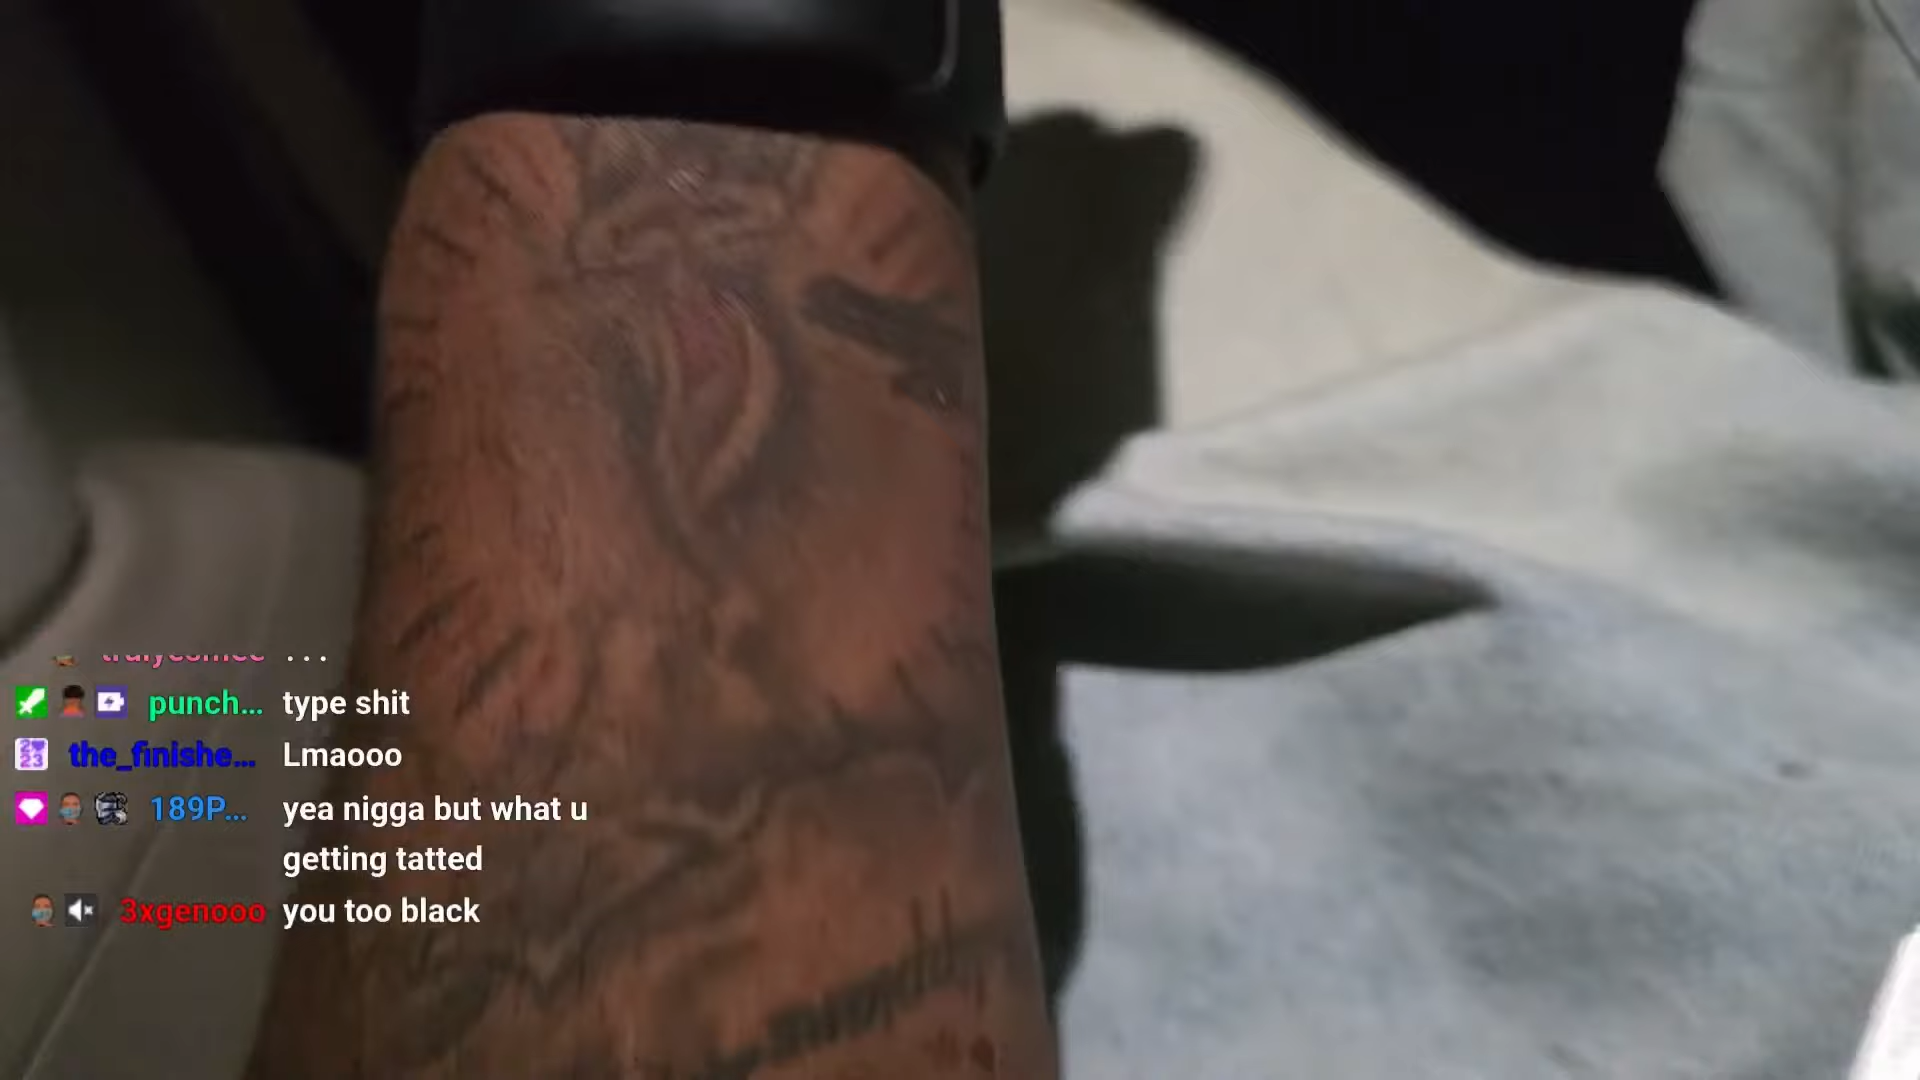 ...
punch... type shit
the_finishe... Lmaooo
189P... yea nigga but what u
getting tatted
3xgenooo you too black